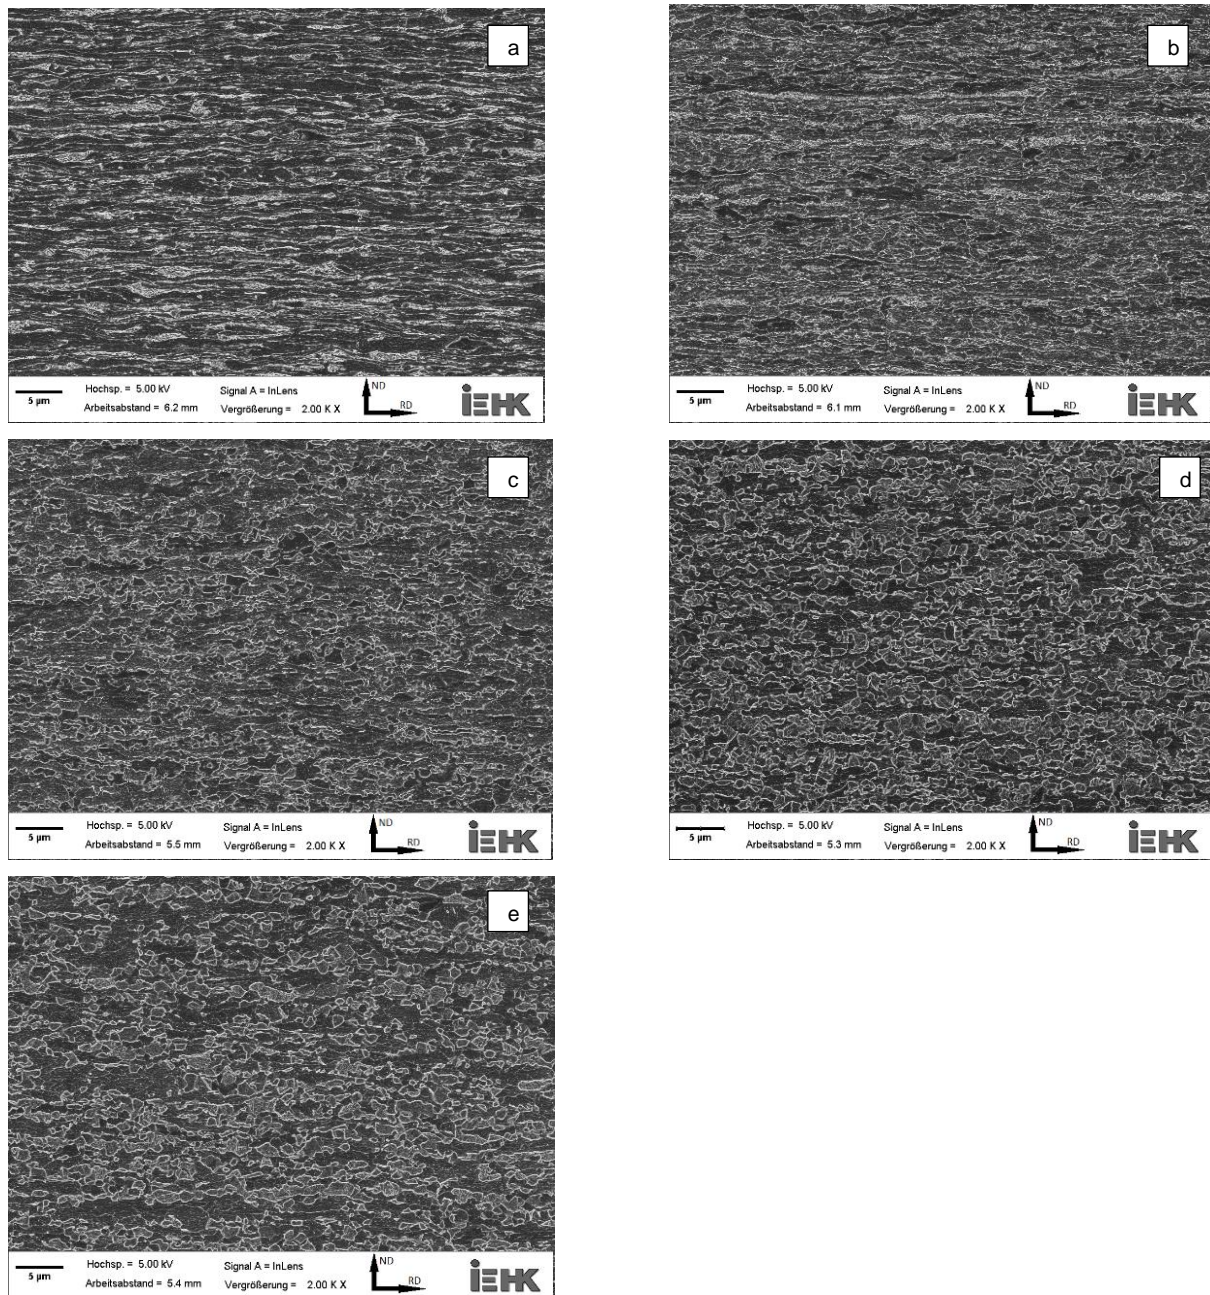 a
5 µm
Hochsp. = 5.00 kV
Signal A = InLens
Arbeitsabstand = 6.2 mm
Vergrößerung = 2.00 K X
ND
RD
iEHK
b
5 µm
Hochsp. = 5.00 kV
Signal A = InLens
Arbeitsabstand = 6.1 mm
Vergrößerung = 2.00 K X
ND
RD
iEHK
c
5 µm
Hochsp. = 5.00 kV
Signal A = InLens
Arbeitsabstand = 5.5 mm
Vergrößerung = 2.00 K X
ND
RD
iEHK
d
5 µm
Hochsp. = 5.00 kV
Signal A = InLens
Arbeitsabstand = 5.3 mm
Vergrößerung = 2.00 K X
ND
RD
iEHK
e
5 µm
Hochsp. = 5.00 kV
Signal A = InLens
Arbeitsabstand = 5.4 mm
Vergrößerung = 2.00 K X
ND
RD
iEHK